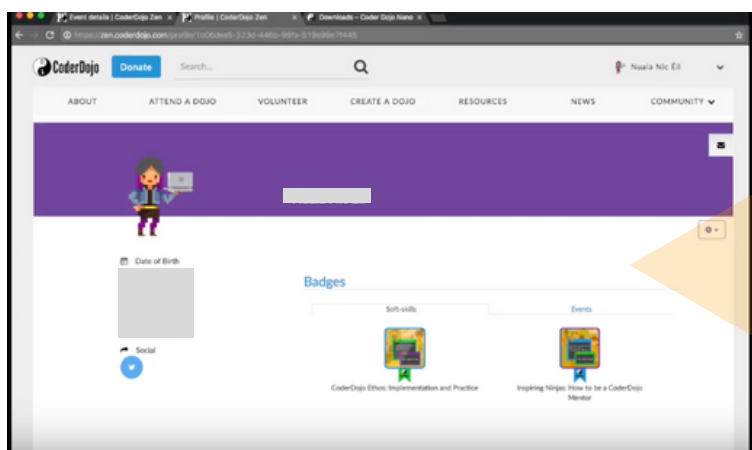 Event details | CoderDojo Zen
Profile | CoderDojo Zen
Downloads – Coder Dojo Nano
CoderDojo
Donate
Search...
Nuala Nic Éil
ABOUT ATTEND A DOJO VOLUNTEER CREATE A DOJO RESOURCES NEWS COMMUNITY
Date of Birth
Badges
Soft-skills Events
Social
CoderDojo Ethos: Implementation and Practice
Inspiring Ninjas: How to be a CoderDojo
Mentor